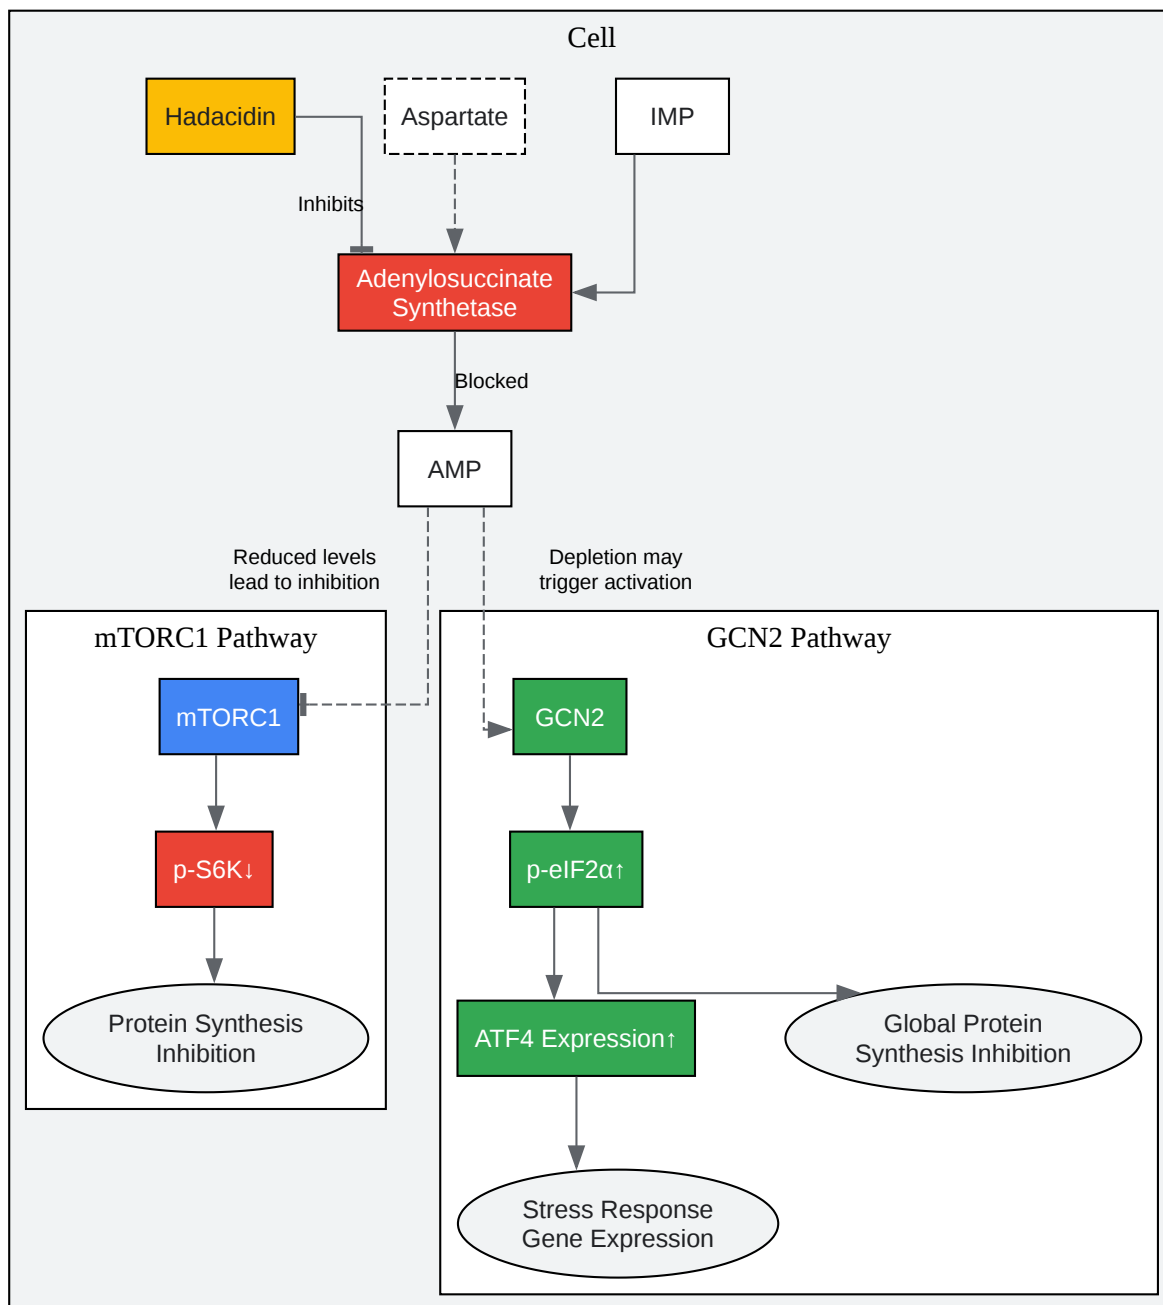 Cell
Hadacidin
Aspartate
IMP
Inhibits
Adenylosuccinate
Synthetase
Blocked
AMP
Reduced levels
lead to inhibition
Depletion may
trigger activation
mTORC1 Pathway
mTORC1
p-S6K↓
Protein Synthesis
Inhibition
GCN2 Pathway
GCN2
p-eIF2α↑
ATF4 Expression↑
Global Protein
Synthesis Inhibition
Stress Response
Gene Expression